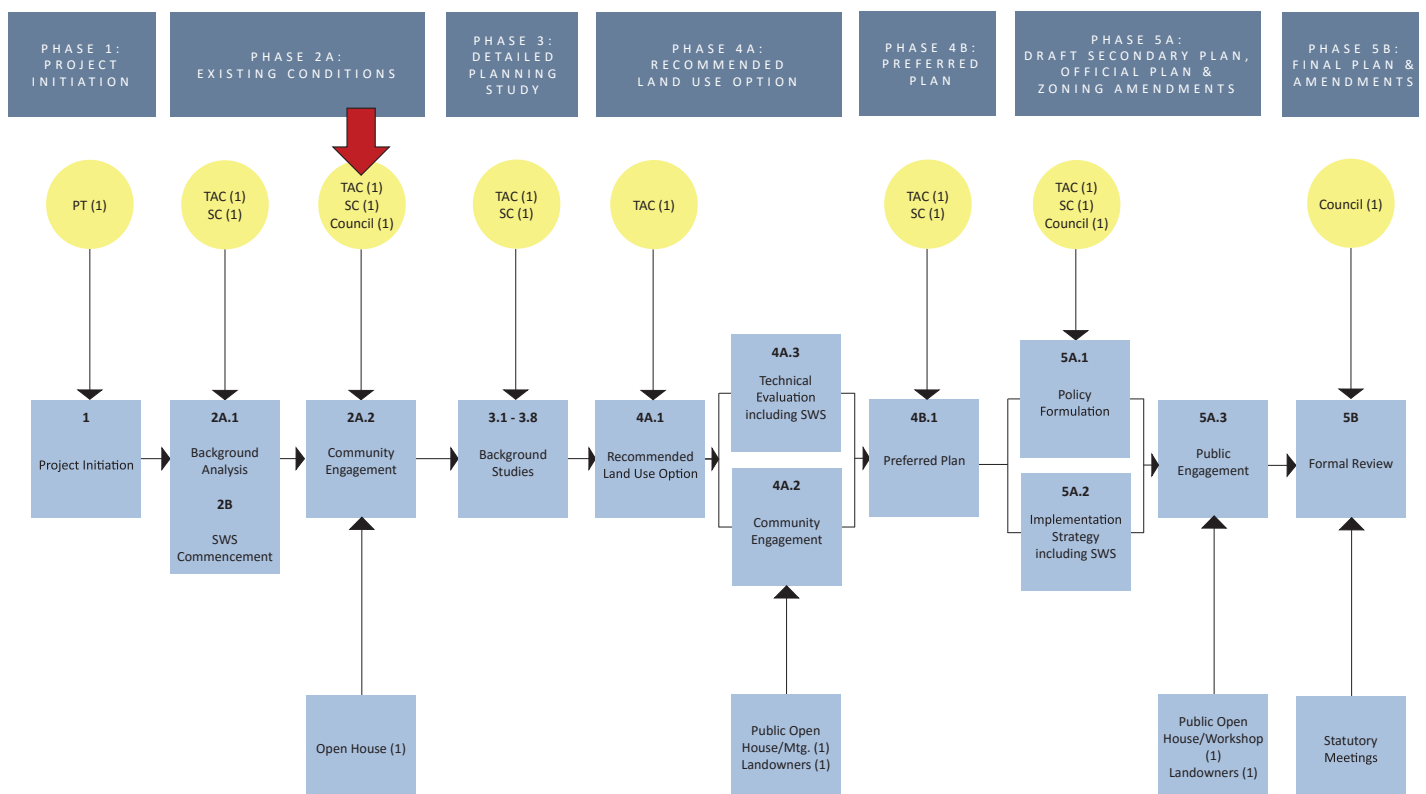 PHASE 1:
PROJECT
INITIATION
PHASE 2A:
EXISTING CONDITIONS
PHASE 3:
DETAILED
PLANNING
STUDY
PHASE 4A:
RECOMMENDED
LAND USE OPTION
PHASE 4B:
PREFERRED
PLAN
PHASE 5A:
DRAFT SECONDARY PLAN,
OFFICIAL PLAN &
ZONING AMENDMENTS
PHASE 5B:
FINAL PLAN &
AMENDMENTS
PT (1)
TAC (1)
SC (1)
TAC (1)
SC (1)
Council (1)
TAC (1)
SC (1)
TAC (1)
TAC (1)
SC (1)
TAC (1)
SC (1)
Council (1)
Council (1)
1
Project Initiation
2A.1
Background
Analysis
2B
SWS
Commencement
2A.2
Community
Engagement
3.1 - 3.8
Background
Studies
4A.1
Recommended
Land Use Option
4A.3
Technical
Evaluation
including SWS
4A.2
Community
Engagement
4B.1
Preferred Plan
5A.1
Policy
Formulation
5A.2
Implementation
Strategy
including SWS
5A.3
Public
Engagement
5B
Formal Review
Open House (1)
Public Open
House/Mtg. (1)
Landowners (1)
Public Open
House/Workshop
(1)
Landowners (1)
Statutory
Meetings